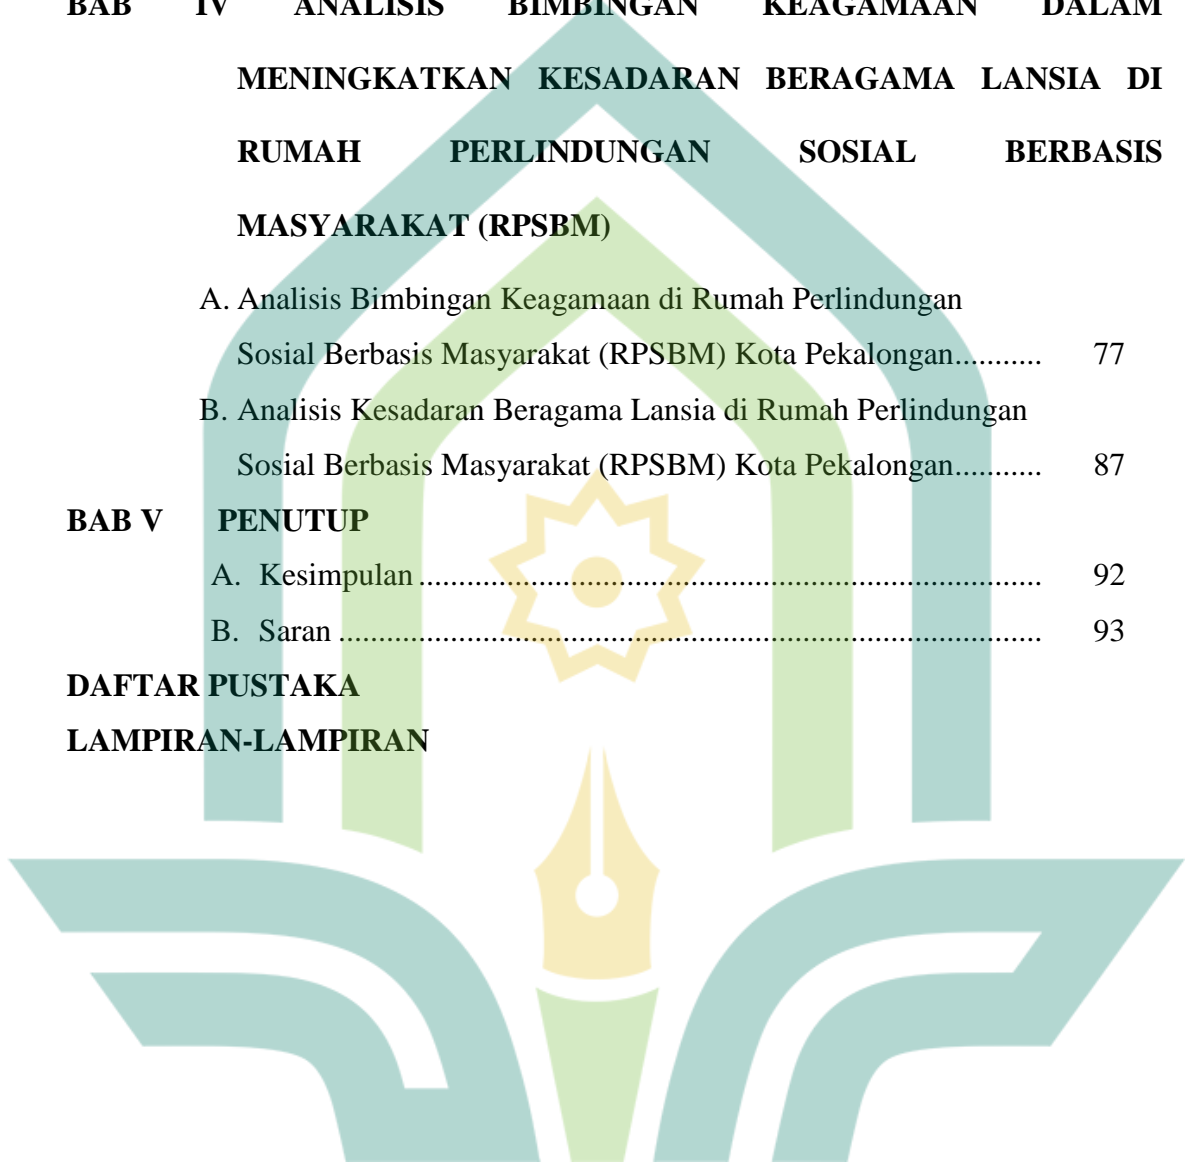 BAB IV ANALISIS BIMBINGAN KEAGAMAAN DALAM
MENINGKATKAN KESADARAN BERAGAMA LANSIA DI
RUMAH PERLINDUNGAN SOSIAL BERBASIS
MASYARAKAT (RPSBM)
A. Analisis Bimbingan Keagamaan di Rumah Perlindungan
Sosial Berbasis Masyarakat (RPSBM) Kota Pekalongan........... 77
B. Analisis Kesadaran Beragama Lansia di Rumah Perlindungan
Sosial Berbasis Masyarakat (RPSBM) Kota Pekalongan........... 87
BAB V PENUTUP
A. Kesimpulan .............................................................................. 92
B. Saran ........................................................................................ 93
DAFTAR PUSTAKA
LAMPIRAN-LAMPIRAN